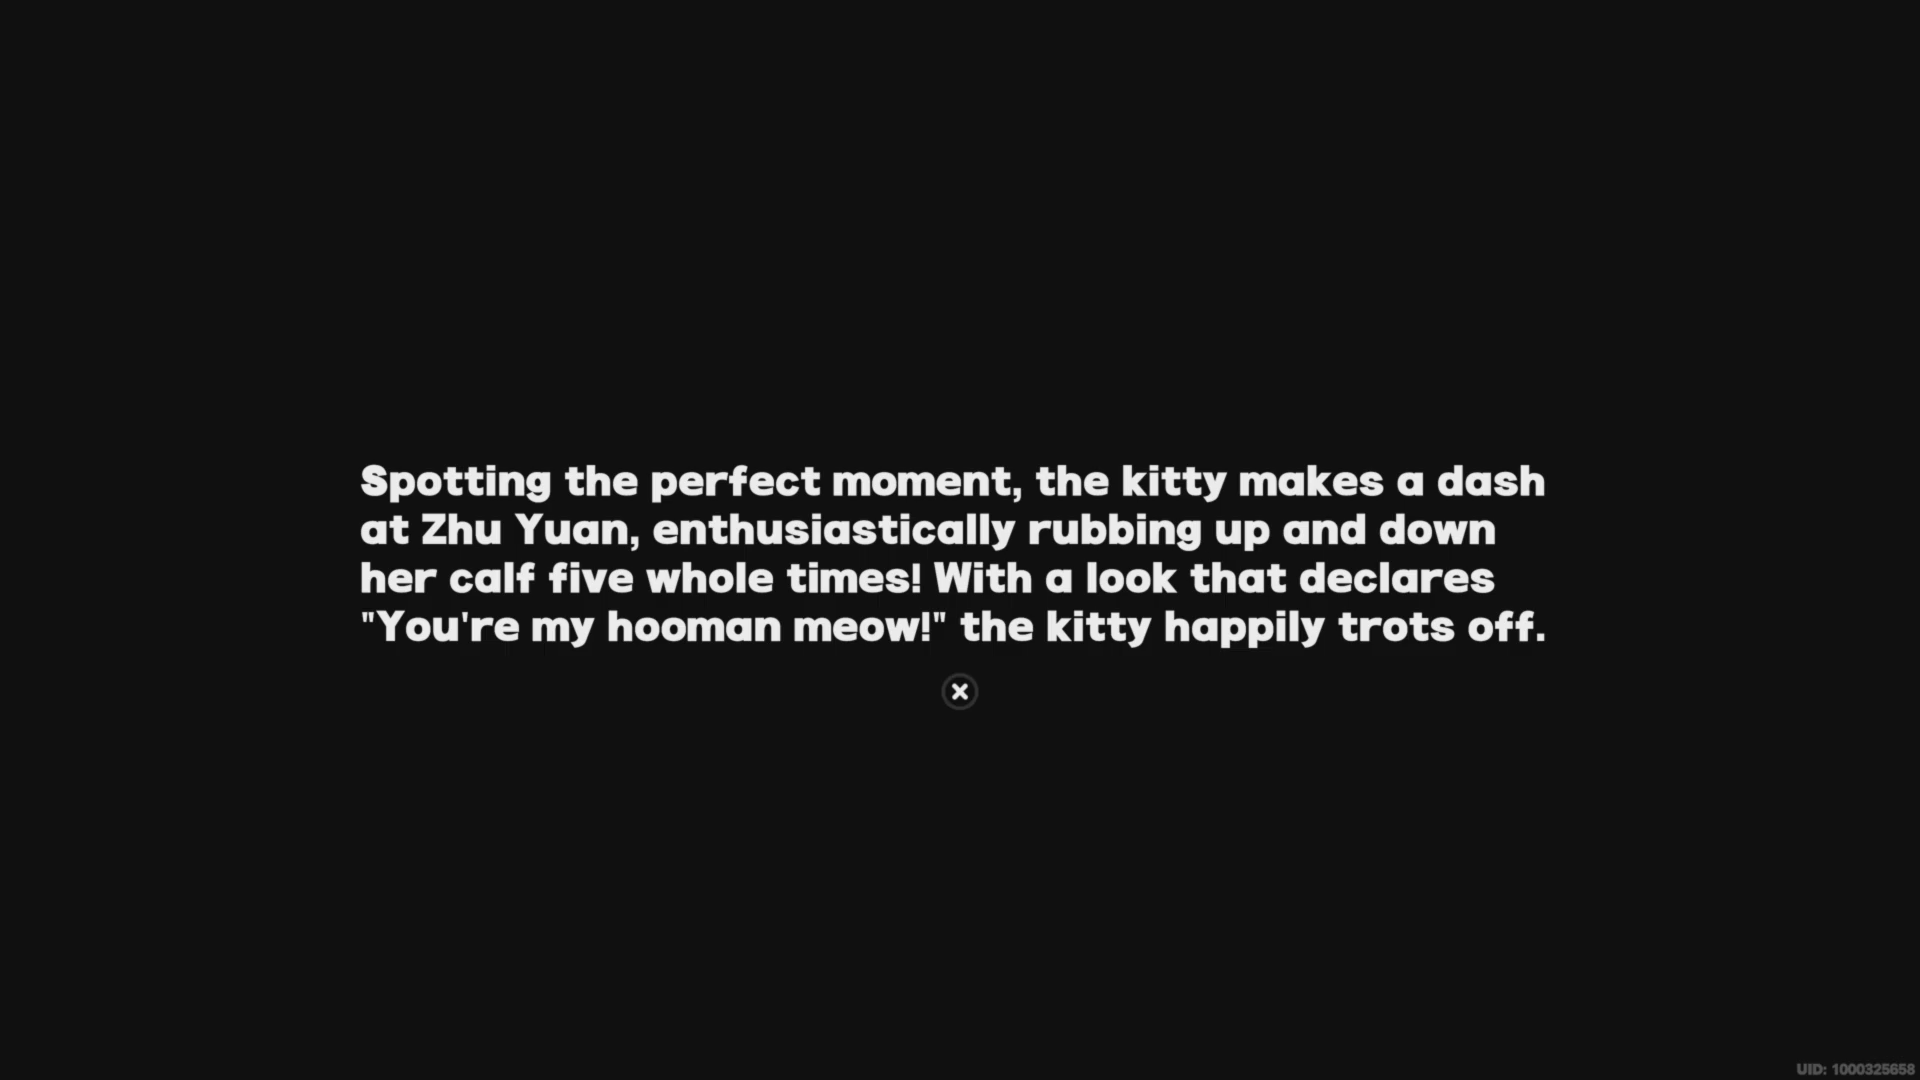 Spotting the perfect moment, the kitty makes a dash
at Zhu Yuan, enthusiastically rubbing up and down
her calf five whole times! With a look that declares
"You're my hooman meow!" the kitty happily trots off.
UID: 1000325658